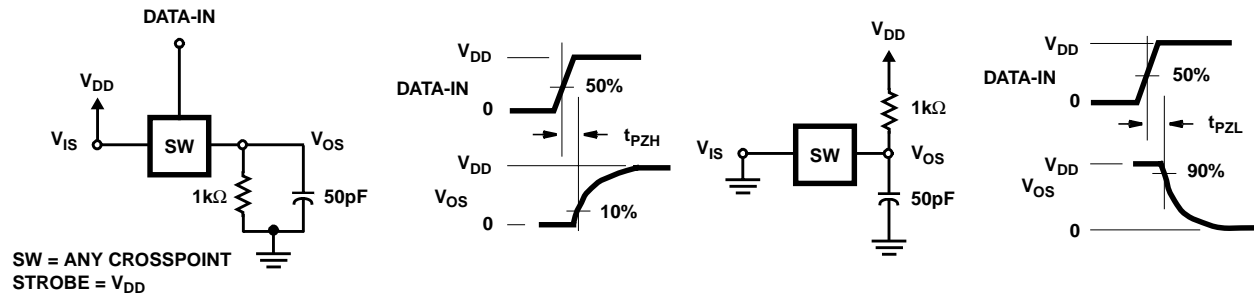 DATA-IN
V_DD
V_IS
SW
V_OS
1kΩ
50pF
SW = ANY CROSSPOINT
STROBE = V_DD
V_DD
DATA-IN
50%
0
t_PZH
V_DD
V_OS
10%
0
V_DD
1kΩ
V_IS
SW
V_OS
50pF
V_DD
DATA-IN
50%
0
t_PZL
V_DD
90%
V_OS
0